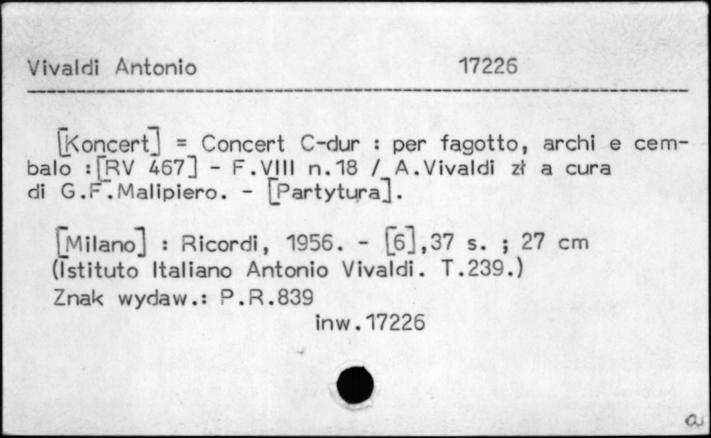 Vivaldi Antonio 17226
[Koncert] = Concert C-dur : per fagotto, archi e cem-
balo :[RV 467] - F.VIII n.18 / A.Vivaldi zł a cura
di G.F.Malipiero. - [Partytura].
[Milano] : Ricordi, 1956. - [6],37 s. ; 27 cm
(Istituto Italiano Antonio Vivaldi. T.239.)
Znak wydaw.: P.R.839
inw.17226